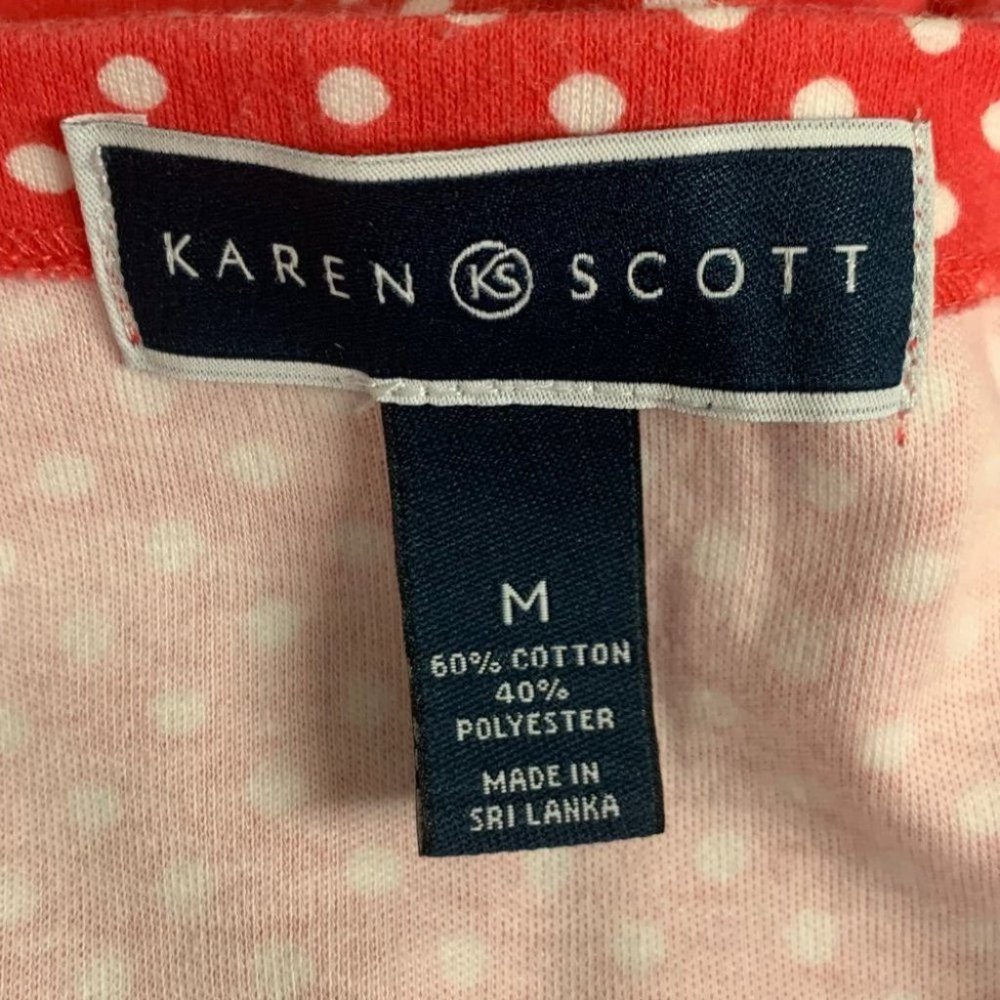 KAREN KS SCOTT
M
60% COTTON
40%
POLYESTER
MADE IN
SRI LANKA